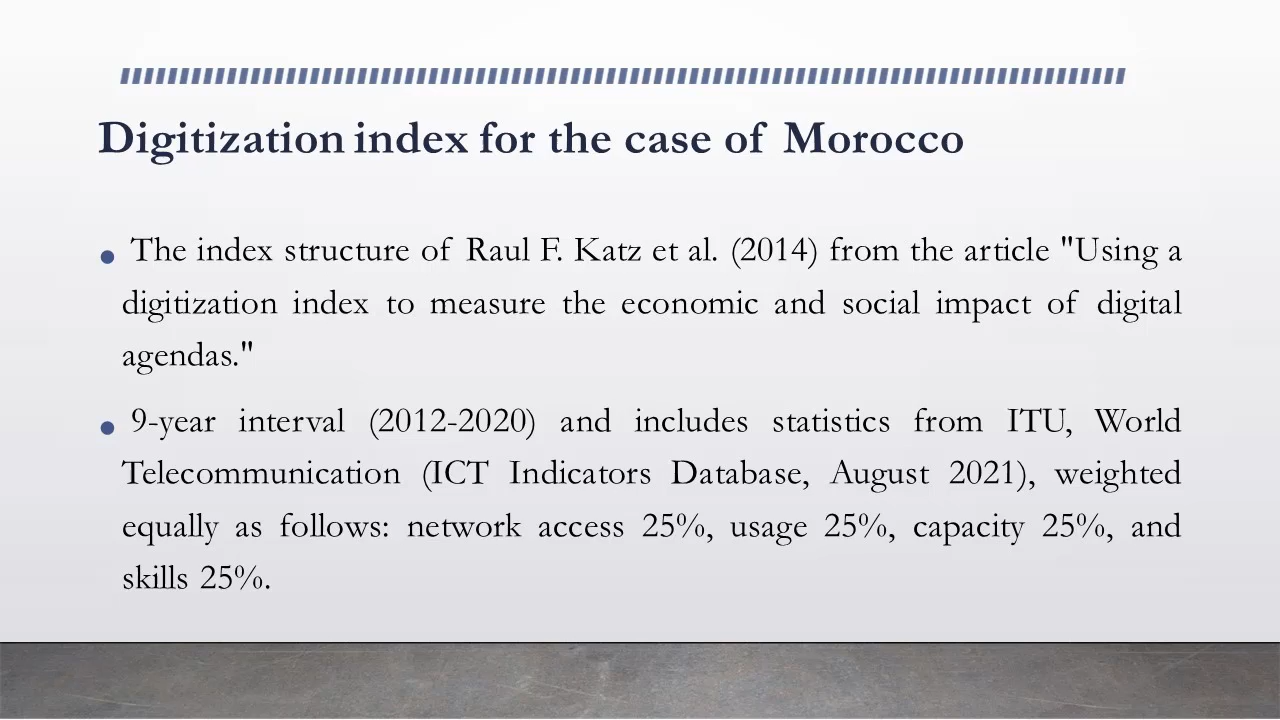 Digitization index for the case of Morocco
• The index structure of Raul F. Katz et al. (2014) from the article "Using a
digitization index to measure the economic and social impact of digital
agendas."
• 9-year interval (2012-2020) and includes statistics from ITU, World
Telecommunication (ICT Indicators Database, August 2021), weighted
equally as follows: network access 25%, usage 25%, capacity 25%, and
skills 25%.